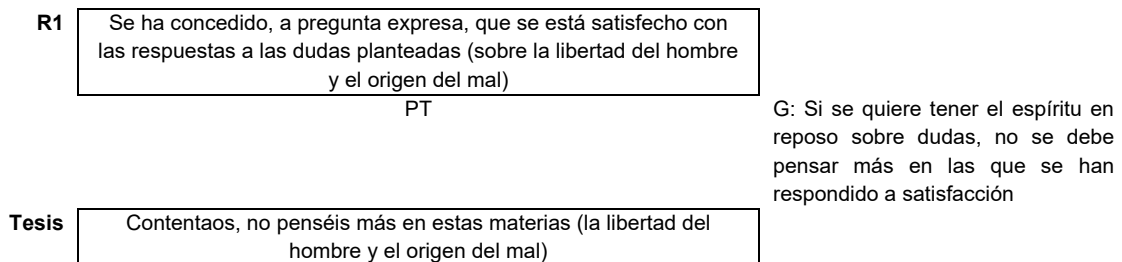 R1
Se ha concedido, a pregunta expresa, que se está satisfecho con
las respuestas a las dudas planteadas (sobre la libertad del hombre
y el origen del mal)
PT
G: Si se quiere tener el espíritu en
reposo sobre dudas, no se debe
pensar más en las que se han
respondido a satisfacción
Tesis
Contentaos, no penséis más en estas materias (la libertad del
hombre y el origen del mal)